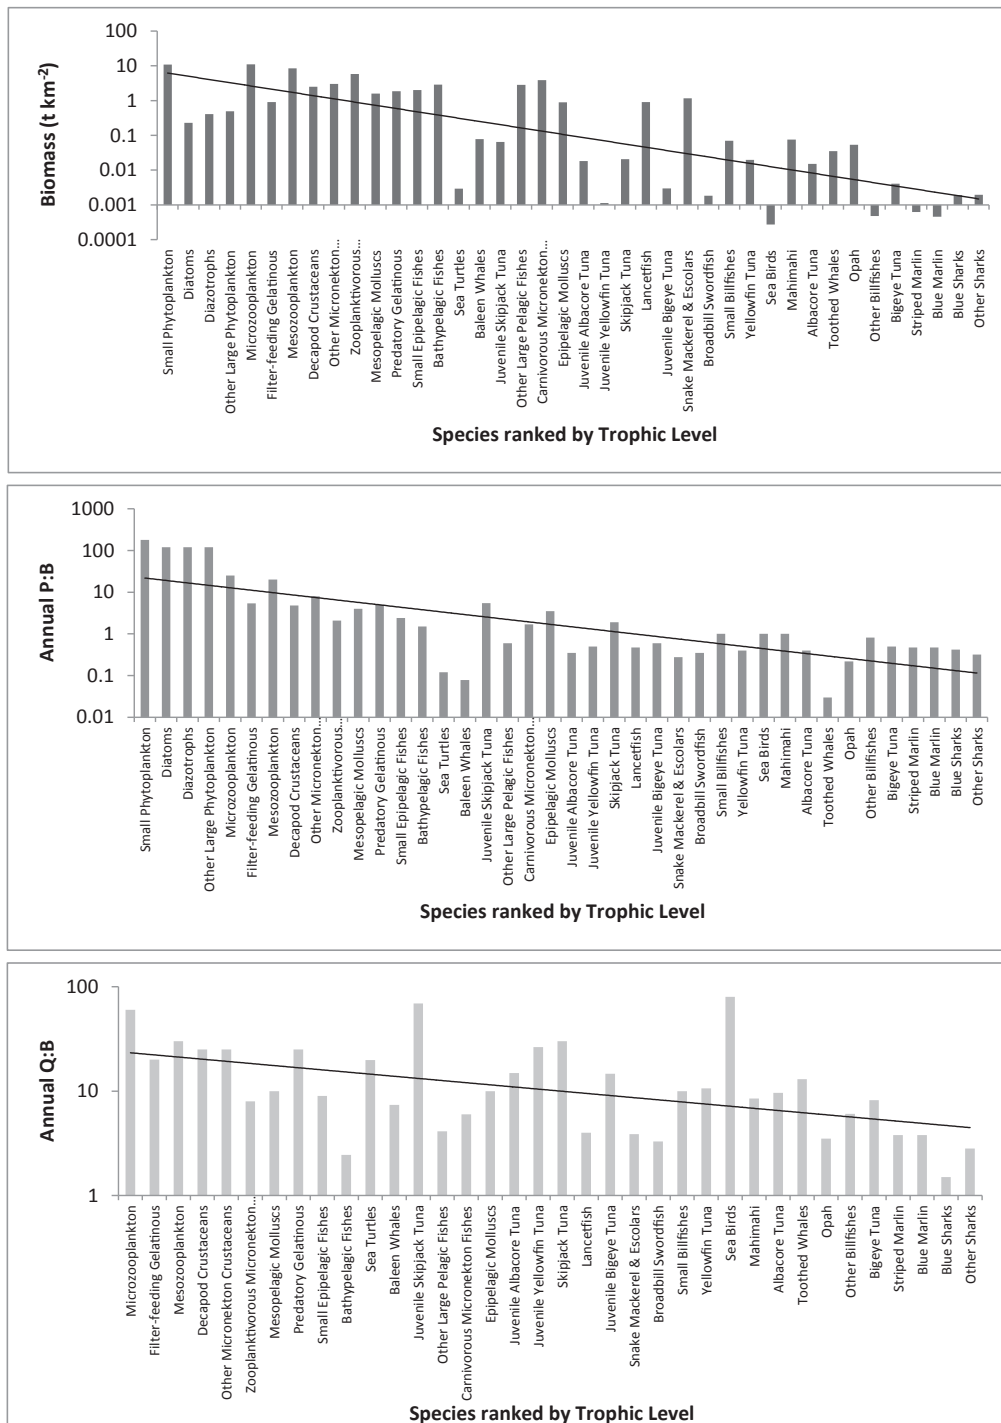 Biomass (t km-2)
100
10
1
0.1
0.01
0.001
0.0001
Small Phytoplankton
Diatoms
Diazotrophs
Other Large Phytoplankton
Microzooplankton
Filter-feeding Gelatinous
Mesozooplankton
Decapod Crustaceans
Other Micronekton...
Zooplanktivorous...
Mesopelagic Molluscs
Predatory Gelatinous
Small Epipelagic Fishes
Bathypelagic Fishes
Sea Turtles
Baleen Whales
Juvenile Skipjack Tuna
Other Large Pelagic Fishes
Carnivorous Micronekton...
Epipelagic Molluscs
Juvenile Albacore Tuna
Juvenile Yellowfin Tuna
Skipjack Tuna
Lancetfish
Juvenile Bigeye Tuna
Snake Mackerel & Escolars
Broadbill Swordfish
Small Billfishes
Yellowfin Tuna
Sea Birds
Mahimahi
Albacore Tuna
Toothed Whales
Opah
Other Billfishes
Bigeye Tuna
Striped Marlin
Blue Marlin
Blue Sharks
Other Sharks
Species ranked by Trophic Level
Annual P:B
1000
100
10
1
0.1
0.01
Small Phytoplankton
Diatoms
Diazotrophs
Other Large Phytoplankton
Microzooplankton
Filter-feeding Gelatinous
Mesozooplankton
Decapod Crustaceans
Other Micronekton...
Zooplanktivorous...
Mesopelagic Molluscs
Predatory Gelatinous
Small Epipelagic Fishes
Bathypelagic Fishes
Sea Turtles
Baleen Whales
Juvenile Skipjack Tuna
Other Large Pelagic Fishes
Carnivorous Micronekton...
Epipelagic Molluscs
Juvenile Albacore Tuna
Juvenile Yellowfin Tuna
Skipjack Tuna
Lancetfish
Juvenile Bigeye Tuna
Snake Mackerel & Escolars
Broadbill Swordfish
Small Billfishes
Yellowfin Tuna
Sea Birds
Mahimahi
Albacore Tuna
Toothed Whales
Opah
Other Billfishes
Bigeye Tuna
Striped Marlin
Blue Marlin
Blue Sharks
Other Sharks
Species ranked by Trophic Level
Annual Q:B
100
10
1
Microzooplankton
Filter-feeding Gelatinous
Mesozooplankton
Decapod Crustaceans
Other Micronekton Crustaceans
Zooplanktivorous Micronekton...
Mesopelagic Molluscs
Predatory Gelatinous
Small Epipelagic Fishes
Bathypelagic Fishes
Sea Turtles
Baleen Whales
Juvenile Skipjack Tuna
Other Large Pelagic Fishes
Carnivorous Micronekton Fishes
Epipelagic Molluscs
Juvenile Albacore Tuna
Juvenile Yellowfin Tuna
Skipjack Tuna
Lancetfish
Juvenile Bigeye Tuna
Snake Mackerel & Escolars
Broadbill Swordfish
Small Billfishes
Yellowfin Tuna
Sea Birds
Mahimahi
Albacore Tuna
Toothed Whales
Opah
Other Billfishes
Bigeye Tuna
Striped Marlin
Blue Marlin
Blue Sharks
Other Sharks
Species ranked by Trophic Level